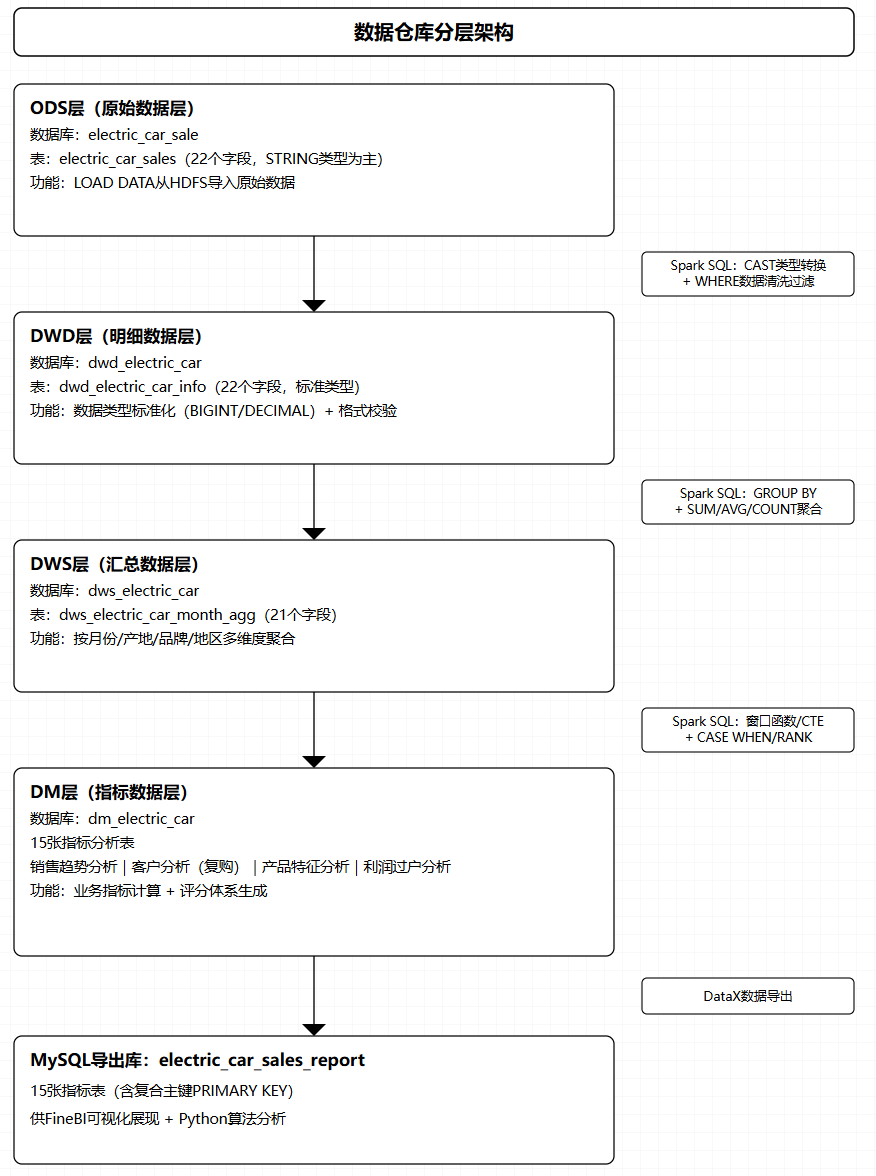 数据仓库分层架构
ODS层（原始数据层）
数据库：electric_car_sale
表：electric_car_sales（22个字段，STRING类型为主）
功能：LOAD DATA从HDFS导入原始数据
Spark SQL：CAST类型转换
+ WHERE数据清洗过滤
DWD层（明细数据层）
数据库：dwd_electric_car
表：dwd_electric_car_info（22个字段，标准类型）
功能：数据类型标准化（BIGINT/DECIMAL）+ 格式校验
Spark SQL：GROUP BY
+ SUM/AVG/COUNT聚合
DWS层（汇总数据层）
数据库：dws_electric_car
表：dws_electric_car_month_agg（21个字段）
功能：按月份/产地/品牌/地区多维度聚合
Spark SQL：窗口函数/CTE
+ CASE WHEN/RANK
DM层（指标数据层）
数据库：dm_electric_car
15张指标分析表
销售趋势分析 | 客户分析（复购） | 产品特征分析 | 利润过户分析
功能：业务指标计算 + 评分体系生成
DataX数据导出
MySQL导出库：electric_car_sales_report
15张指标表（含复合主键PRIMARY KEY）
供FineBI可视化展现 + Python算法分析